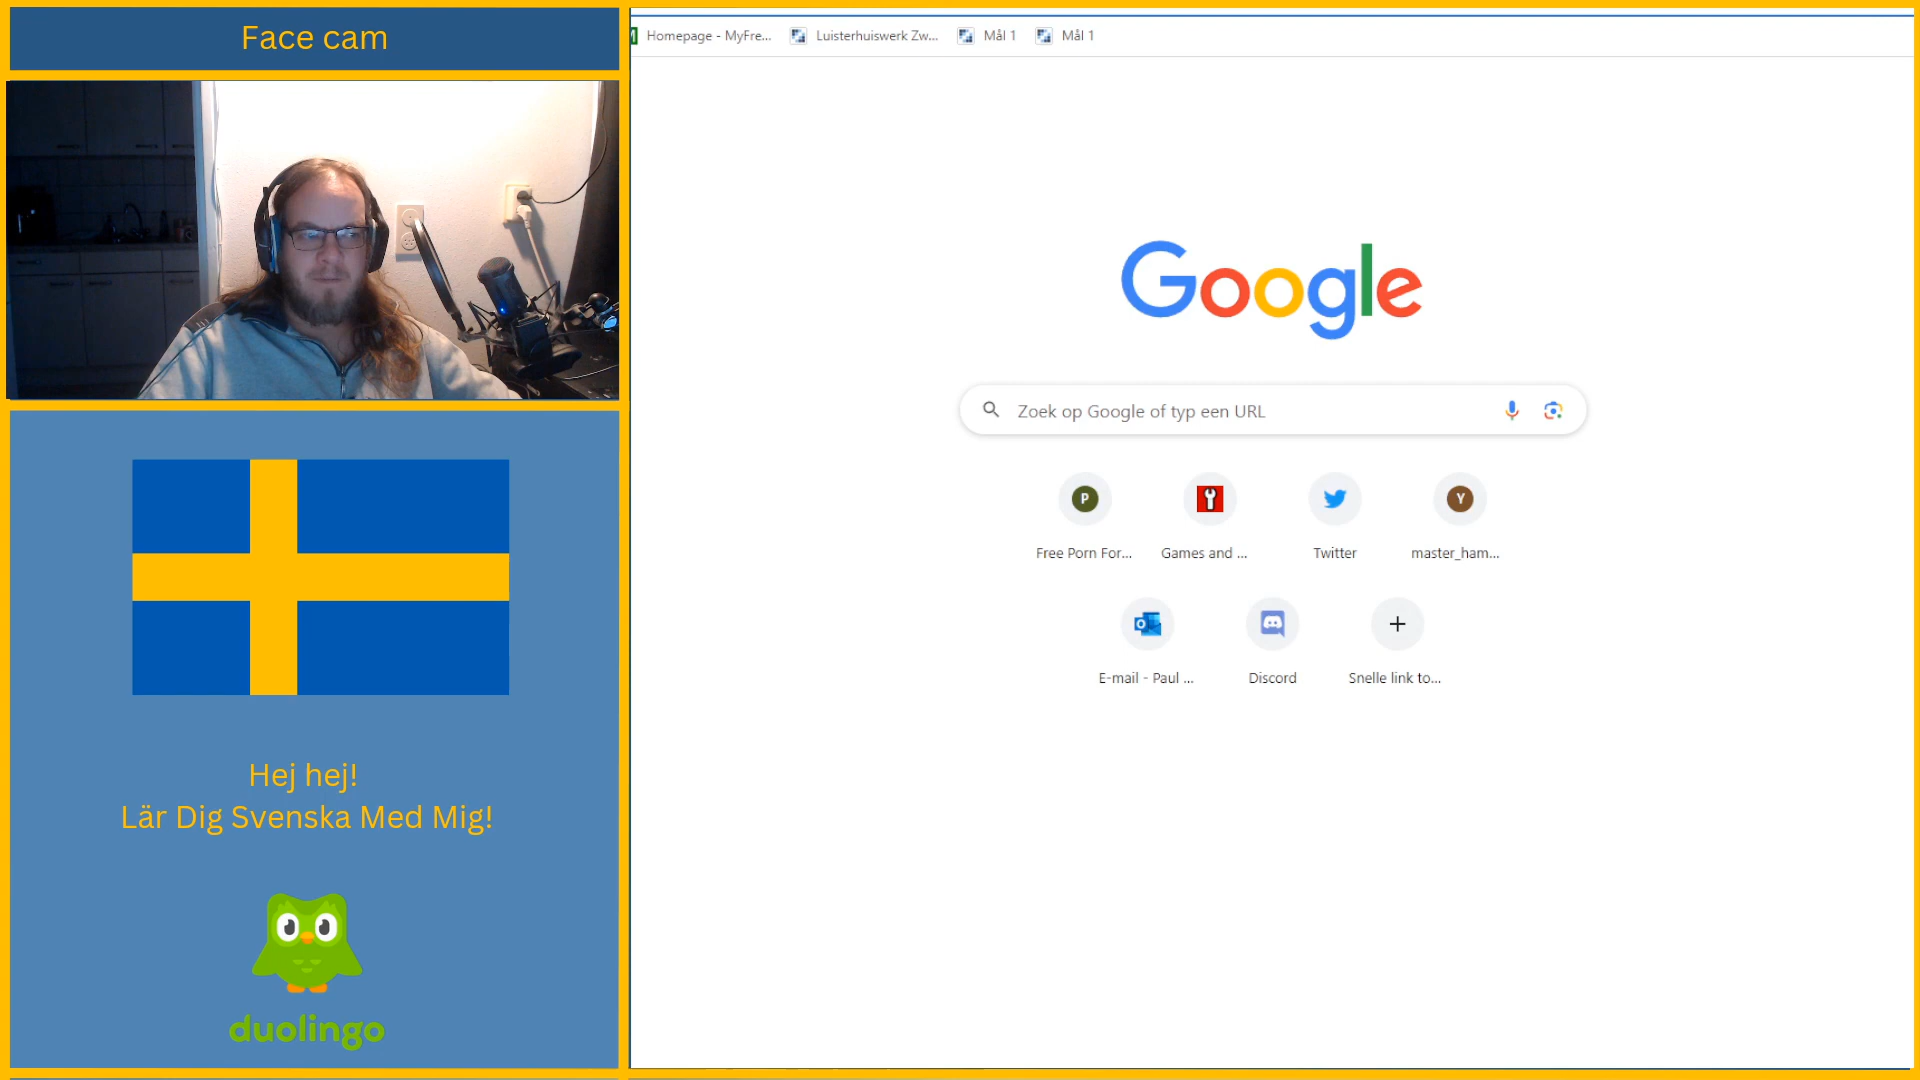 Face cam
Homepage - MyFre...
Luisterhuiswerk Zw...
Mål 1
Mål 1
Google
Zoek op Google of typ een URL
P
Y
Free Porn For...
Games and ...
Twitter
master_ham...
E-mail - Paul ...
Discord
Snelle link to...
Hej hej!
Lär Dig Svenska Med Mig!
duolingo